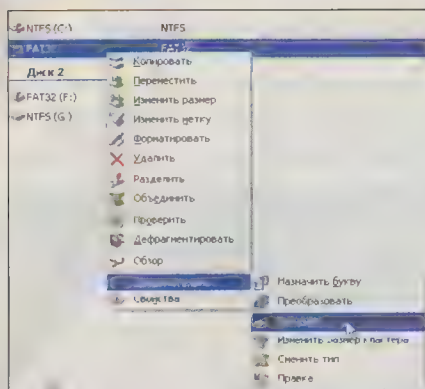 NTFS (C:) NTFS
FAT32 FAT32
Диск 2
FAT32 (F:)
NTFS (G:)
Копировать
Переместить
Изменить размер
Изменить метку
Форматировать
Удалить
Разделить
Объединить
Проверить
Дефрагментировать
Обзор
Свойства
Назначить букву
Преобразовать
Изменить размер кластера
Сменить тип
Правка